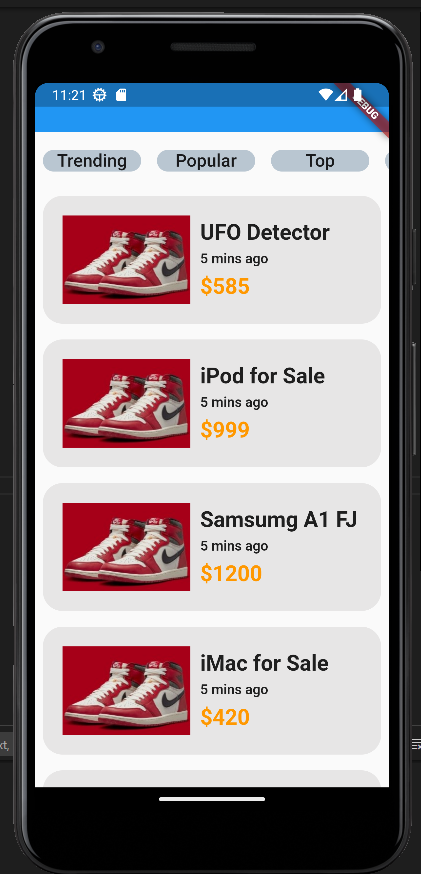 11:21
DEBUG
Trending Popular Top
UFO Detector
5 mins ago
$585
iPod for Sale
5 mins ago
$999
Samsumg A1 FJ
5 mins ago
$1200
iMac for Sale
5 mins ago
$420